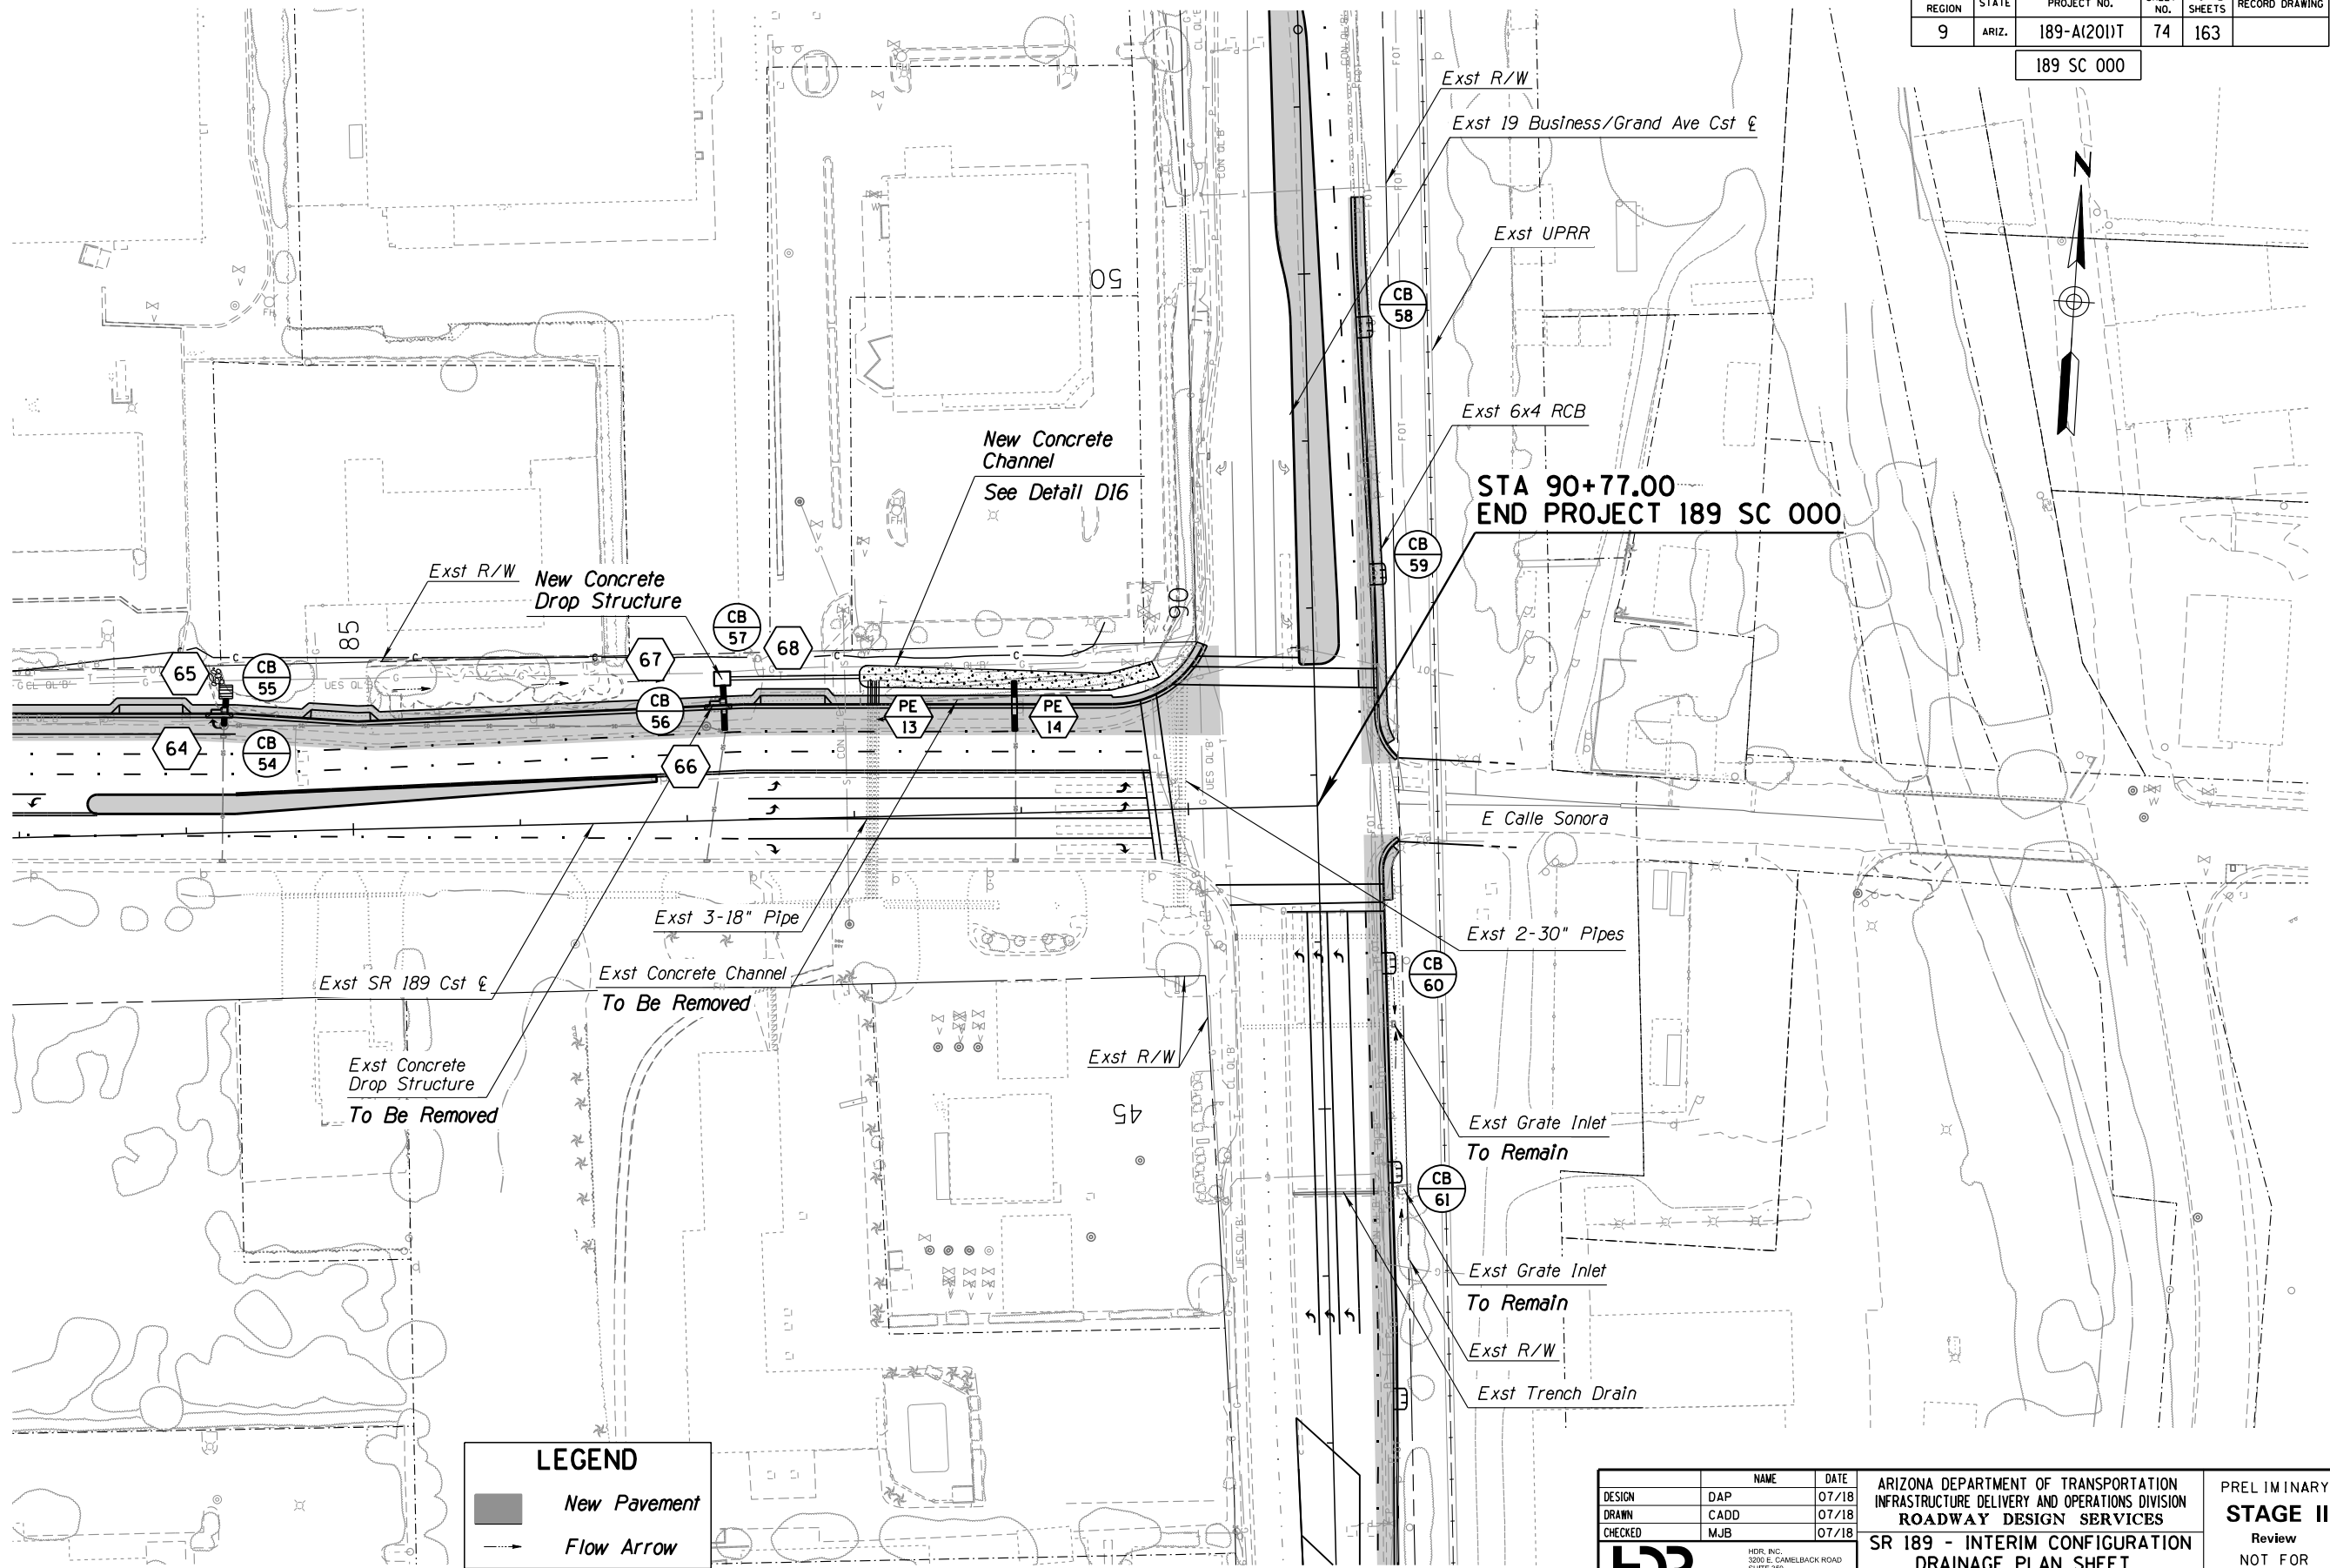 REGION STATE PROJECT NO. NO. SHEETS RECORD DRAWING
9 ARIZ. 189-A(201)T 74 163
189 SC 000
Exst R/W
Exst 19 Business/Grand Ave Cst ℄
N
Exst UPRR
50
CB
58
Exst 6x4 RCB
New Concrete
Channel
See Detail D16
STA 90+77.00
END PROJECT 189 SC 000
CB
59
Exst R/W
New Concrete
Drop Structure
85
90
CB
57
68
67
65
CB
55
CB
56
PE
13
PE
14
64
CB
54
66
E Calle Sonora
Exst 3-18" Pipe
Exst 2-30" Pipes
Exst SR 189 Cst ℄
Exst Concrete Channel
To Be Removed
CB
60
Exst R/W
Exst Concrete
Drop Structure
To Be Removed
45
Exst Grate Inlet
To Remain
CB
61
Exst Grate Inlet
To Remain
Exst R/W
Exst Trench Drain
LEGEND
New Pavement
Flow Arrow
NAME DATE
DESIGN DAP 07/18
DRAWN CADD 07/18
CHECKED MJB 07/18
HDR
HDR, INC.
3200 E. CAMELBACK ROAD
SUITE 350
ARIZONA DEPARTMENT OF TRANSPORTATION
INFRASTRUCTURE DELIVERY AND OPERATIONS DIVISION
ROADWAY DESIGN SERVICES
SR 189 - INTERIM CONFIGURATION
DRAINAGE PLAN SHEET
PRELIMINARY
STAGE II
Review
NOT FOR